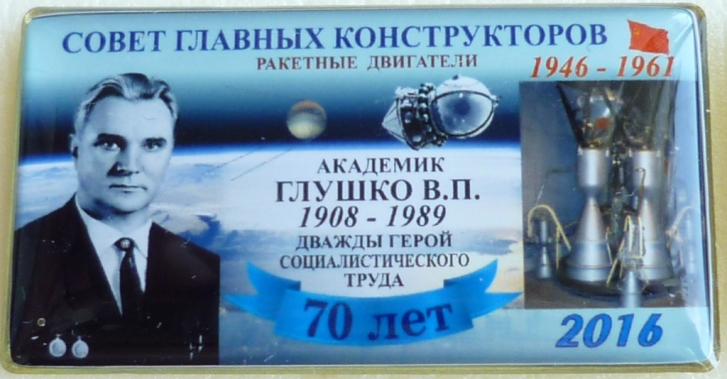 СОВЕТ ГЛАВНЫХ КОНСТРУКТОРОВ
РАКЕТНЫЕ ДВИГАТЕЛИ
1946 - 1961
АКАДЕМИК
ГЛУШКО В.П.
1908 - 1989
ДВАЖДЫ ГЕРОЙ
СОЦИАЛИСТИЧЕСКОГО
ТРУДА
70 лет
2016